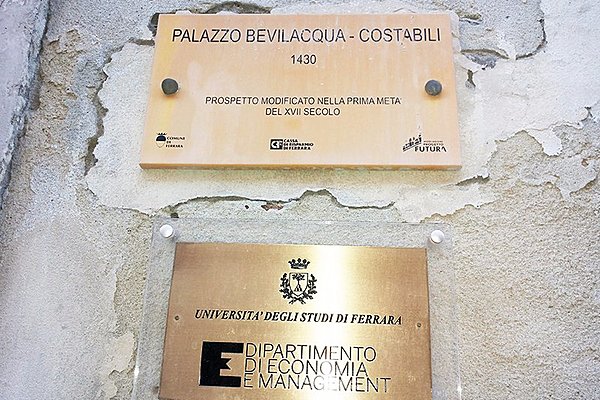 PALAZZO BEVILACQUA - COSTABILI
1430
PROSPETTO MODIFICATO NELLA PRIMA META'
DEL XVII SECOLO
COMUNE
DI
FERRARA
CASSA
DI RISPARMIO
DI FERRARA
FUTURA
UNIVERSITA' DEGLI STUDI DI FERRARA
E DIPARTIMENTO
DI ECONOMIA
E MANAGEMENT